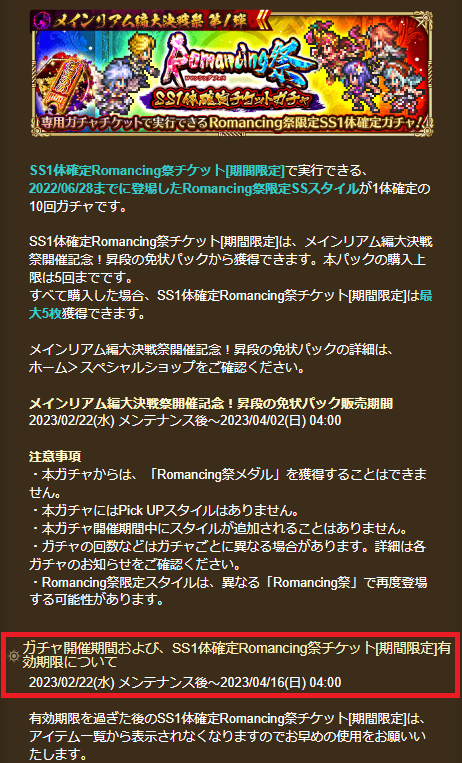 メインリアム編大決戦祭 第1弾
Romancing祭
ロマンシングフェス
SS1体確定チケットガチャ
専用ガチャチケットで実行できるRomancing祭限定SS1体確定ガチャ!!
SS1体確定Romancing祭チケット[期間限定]で実行できる、
2022/06/28までに登場したRomancing祭限定SSスタイルが1体確定の
10回ガチャです。
SS1体確定Romancing祭チケット[期間限定]は、メインリアム編大決戦
祭開催記念！昇段の免状パックから獲得できます。本パックの購入上
限は5回までです。
すべて購入した場合、SS1体確定Romancing祭チケット[期間限定]は最
大5枚獲得できます。
メインリアム編大決戦祭開催記念！昇段の免状パックの詳細は、
ホーム＞スペシャルショップをご確認ください。
メインリアム編大決戦祭開催記念！昇段の免状パック販売期間
2023/02/22(水) メンテナンス後～2023/04/02(日) 04:00
注意事項
・本ガチャからは、「Romancing祭メダル」を獲得することはできま
せん。
・本ガチャにはPick UPスタイルはありません。
・本ガチャ開催期間中にスタイルが追加されることはありません。
・ガチャの回数などはガチャごとに異なる場合があります。詳細は各
ガチャのお知らせをご確認ください。
・Romancing祭限定スタイルは、異なる「Romancing祭」で再度登場
する可能性があります。
ガチャ開催期間および、SS1体確定Romancing祭チケット[期間限定]有
効期限について
2023/02/22(水) メンテナンス後～2023/04/16(日) 04:00
有効期限を過ぎた後のSS1体確定Romancing祭チケット[期間限定]は、
アイテム一覧から表示されなくなりますのでお早めの使用をお願いい
たします。